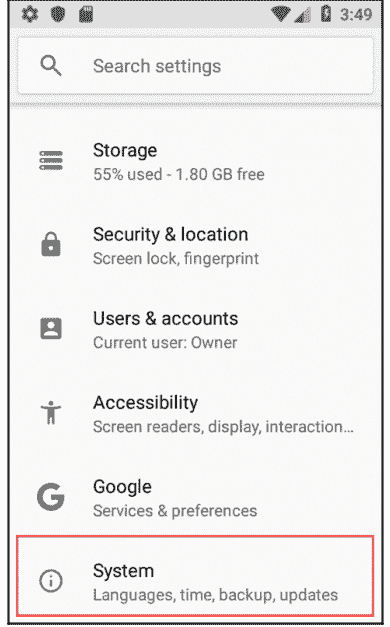 3:49
Search settings
Storage
55% used - 1.80 GB free
Security & location
Screen lock, fingerprint
Users & accounts
Current user: Owner
Accessibility
Screen readers, display, interaction...
Google
Services & preferences
System
Languages, time, backup, updates